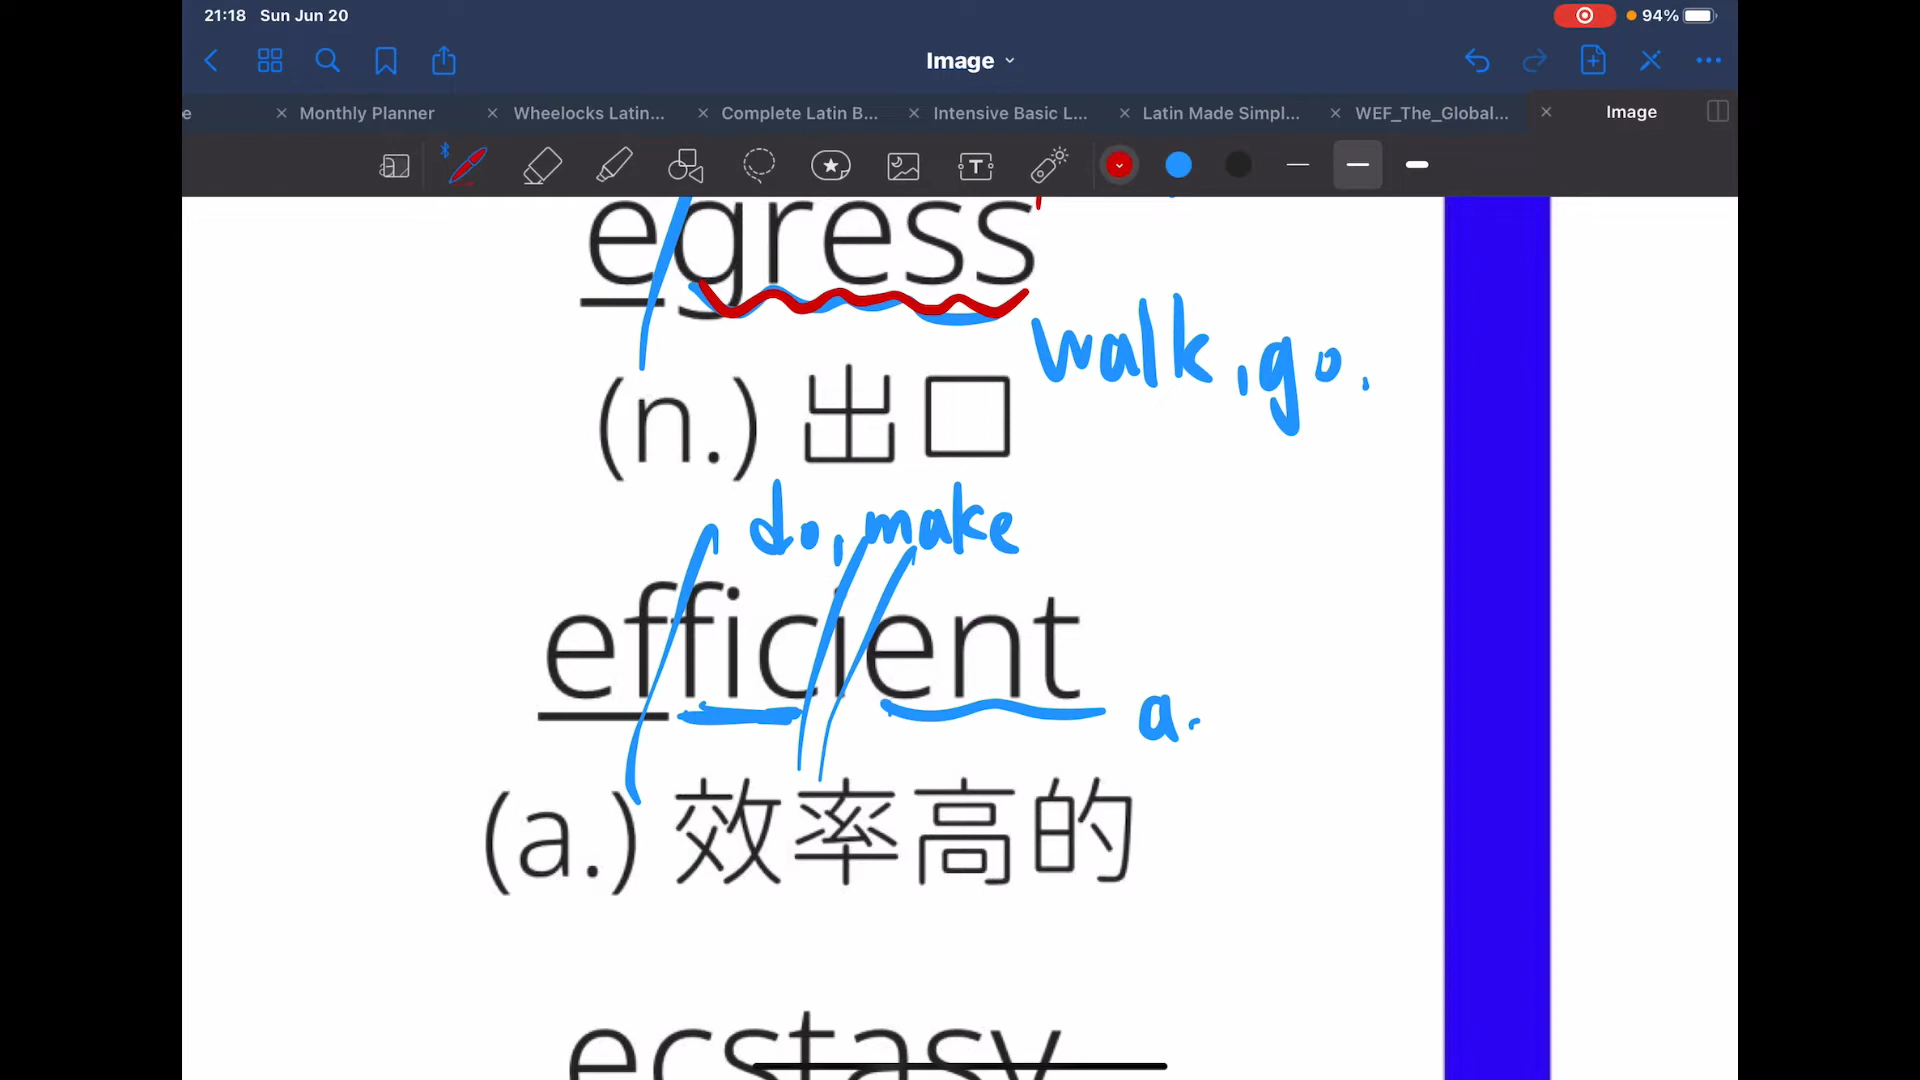 21:18 Sun Jun 20
94%
Image
e
Monthly Planner
Wheelocks Latin...
Complete Latin B...
Intensive Basic L...
Latin Made Simpl...
WEF_The_Global...
Image
egress
walk, go.
(n.) 出口
do, make
efficient
a.
(a.) 效率高的
ecstasy